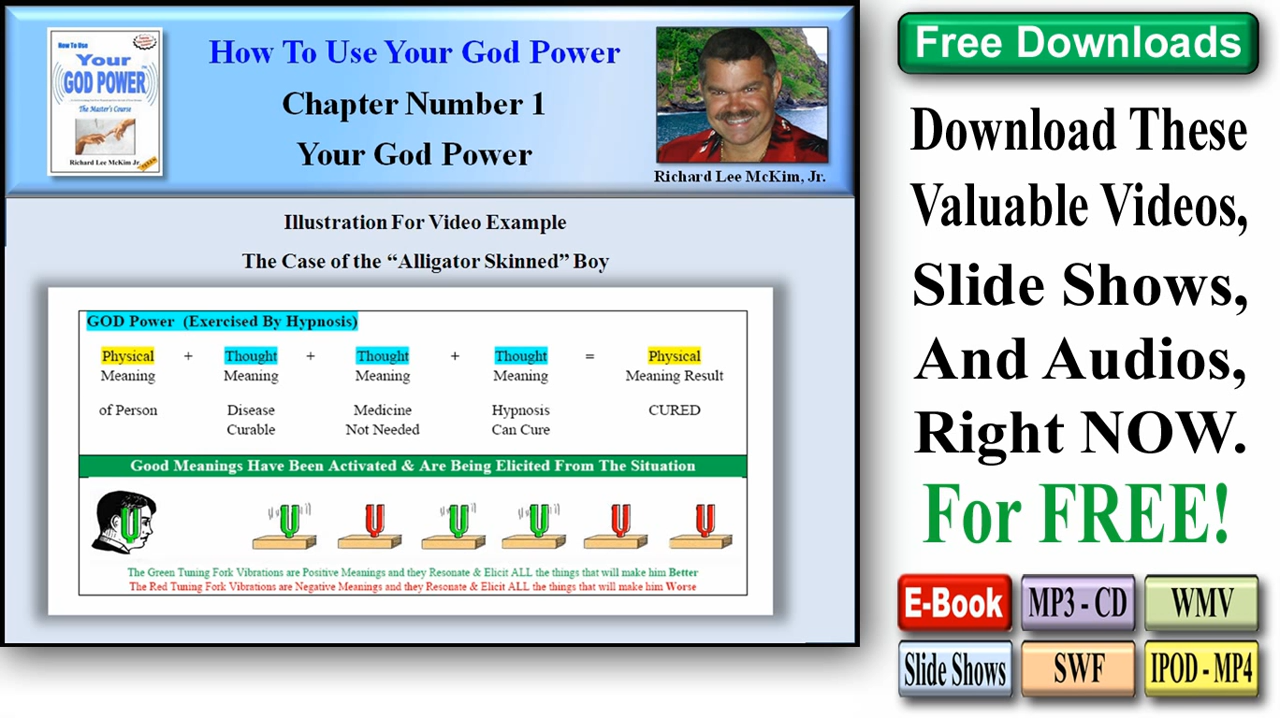 How To Use
Your
GOD POWER
The Master's Course
Richard Lee McKim Jr.
How To Use Your God Power
Chapter Number 1
Your God Power
Richard Lee McKim, Jr.
Illustration For Video Example
The Case of the “Alligator Skinned” Boy
GOD Power (Exercised By Hypnosis)
Physical + Thought + Thought + Thought = Physical
Meaning Meaning Meaning Meaning Meaning Result
of Person Disease Medicine Hypnosis CURED
Curable Not Needed Can Cure
Good Meanings Have Been Activated & Are Being Elicited From The Situation
The Green Tuning Fork Vibrations are Positive Meanings and they Resonate & Elicit ALL the things that will make him Better
The Red Tuning Fork Vibrations are Negative Meanings and they Resonate & Elicit ALL the things that will make him Worse
Free Downloads
Download These
Valuable Videos,
Slide Shows,
And Audios,
Right NOW.
For FREE!
E-Book MP3 - CD WMV
Slide Shows SWF IPOD - MP4